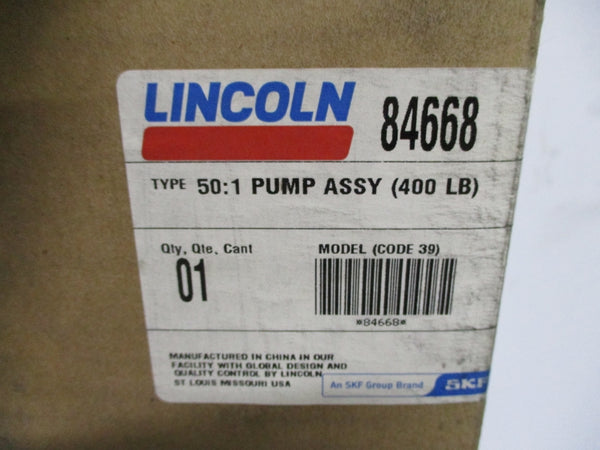 LINCOLN
84668
TYPE 50:1 PUMP ASSY (400 LB)
Qty, Qte, Cant
01
MODEL (CODE 39)
*84668*
MANUFACTURED IN CHINA IN OUR
FACILITY WITH GLOBAL DESIGN AND
QUALITY CONTROL BY LINCOLN,
ST LOUIS MISSOURI USA
An SKF Group Brand
SKF